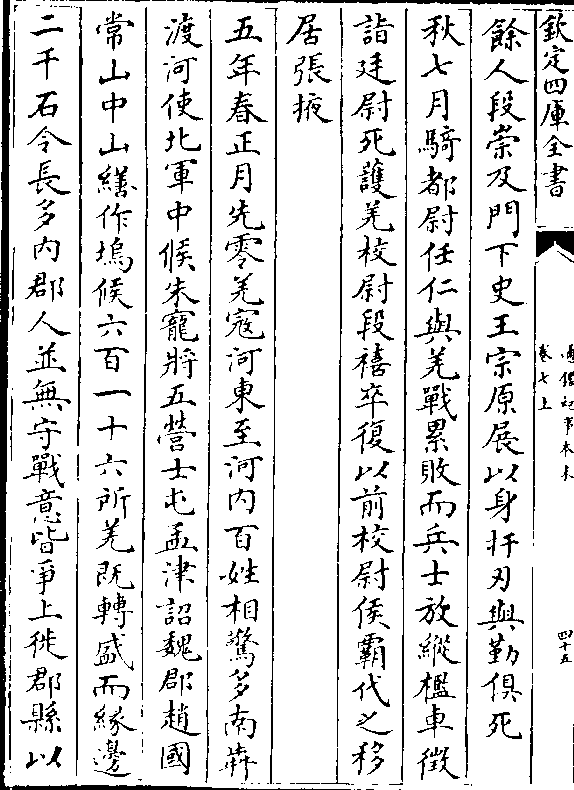 欽定四庫全書
通鑑紀事本末
卷七上
四十五
餘人段崇及門下史王宗原展以身扞刃與勤俱死
秋七月騎都尉任仁與羌戰累敗而兵士放縱檻車徵
詣廷尉死護羌校尉段禧卒復以前校尉侯霸代之移
居張掖
五年春正月先零羌寇河東至河内百姓相驚多南犇
渡河使北軍中候朱寵將五營士屯孟津詔魏郡趙國
常山中山繕作塢候六百一十六所羌既轉盛而緣邊
二千石令長多内郡人並無守戰意皆爭上徙郡縣以